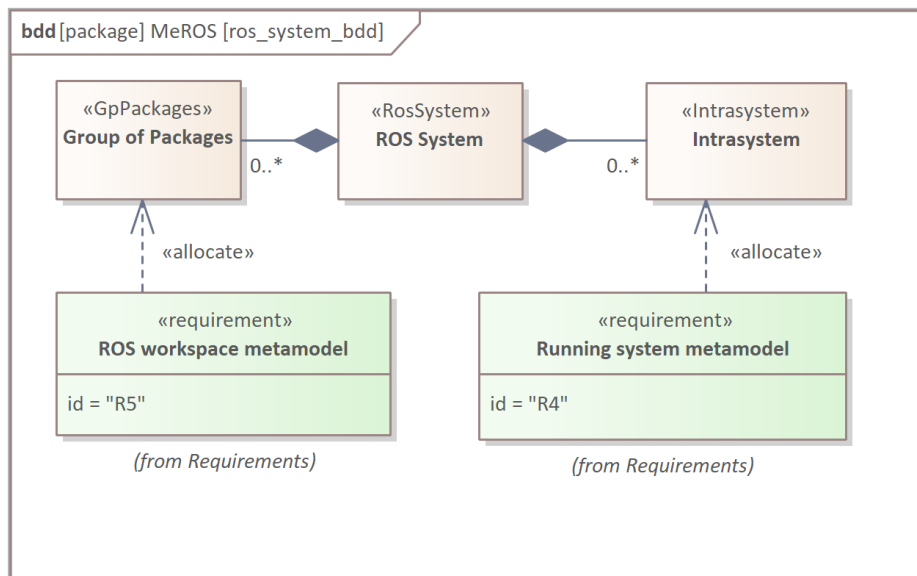 bdd [package] MeROS [ros_system_bdd]
«GpPackages»
Group of Packages
0..*
«RosSystem»
ROS System
«Intrasystem»
Intrasystem
0..*
«allocate»
«allocate»
«requirement»
ROS workspace metamodel
id = "R5"
(from Requirements)
«requirement»
Running system metamodel
id = "R4"
(from Requirements)